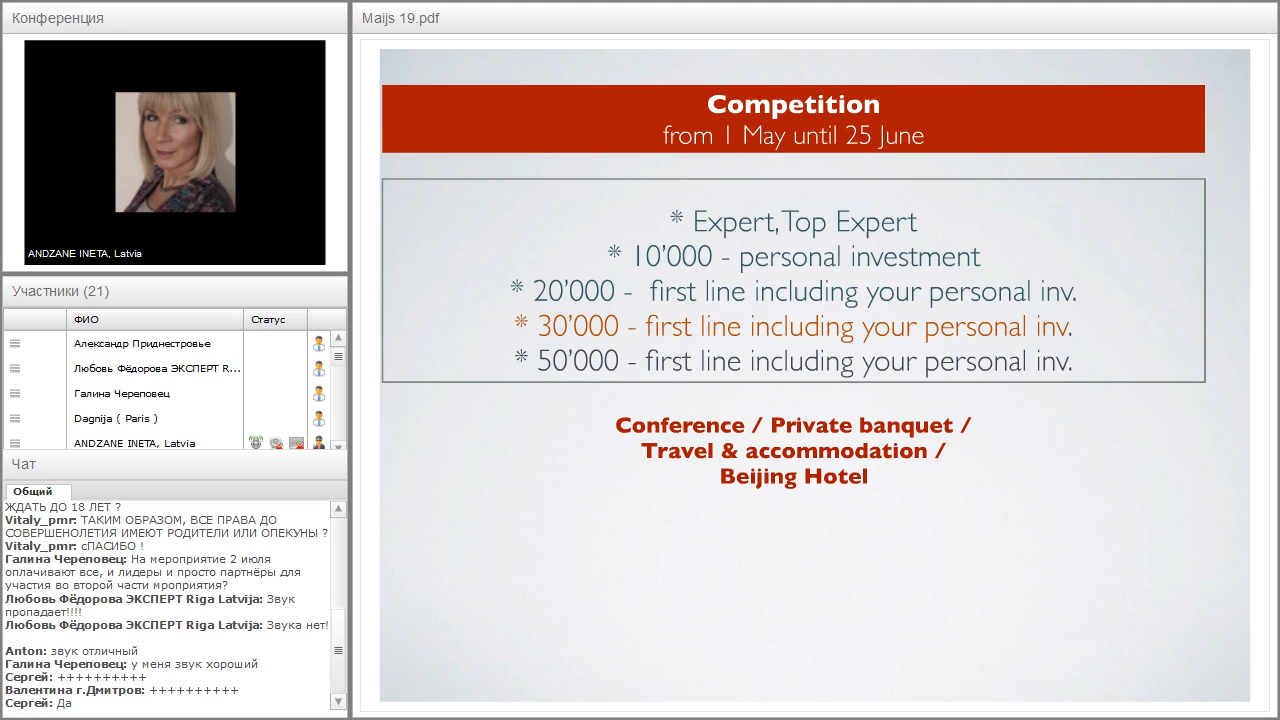 Конференция
ANDZANE INETA, Latvia
Участники (21)
ФИО
Статус
Александр Приднестровье
Любовь Фёдорова ЭКСПЕРТ R...
Галина Череповец
Dagnija ( Paris )
ANDZANE INETA, Latvia
Чат
Общий
ЖДАТЬ ДО 18 ЛЕТ ?
Vitaly_pmr: ТАКИМ ОБРАЗОМ, ВСЕ ПРАВА ДО
СОВЕРШЕНОЛЕТИЯ ИМЕЮТ РОДИТЕЛИ ИЛИ ОПЕКУНЫ ?
Vitaly_pmr: сПАСИБО !
Галина Череповец: На мероприятие 2 июля
оплачивают все, и лидеры и просто партнёры для
участия во второй части мроприятия?
Любовь Фёдорова ЭКСПЕРТ Riga Latvija: Звук
пропадает!!!!
Любовь Фёдорова ЭКСПЕРТ Riga Latvija: Звука нет!
Anton: звук отличный
Галина Череповец: у меня звук хороший
Сергей: ++++++++++
Валентина г.Дмитров: ++++++++++
Сергей: Да
Maijs 19.pdf
Competition
from 1 May until 25 June
* Expert, Top Expert
* 10’000 - personal investment
* 20’000 - first line including your personal inv.
* 30’000 - first line including your personal inv.
* 50’000 - first line including your personal inv.
Conference / Private banquet /
Travel & accommodation /
Beijing Hotel